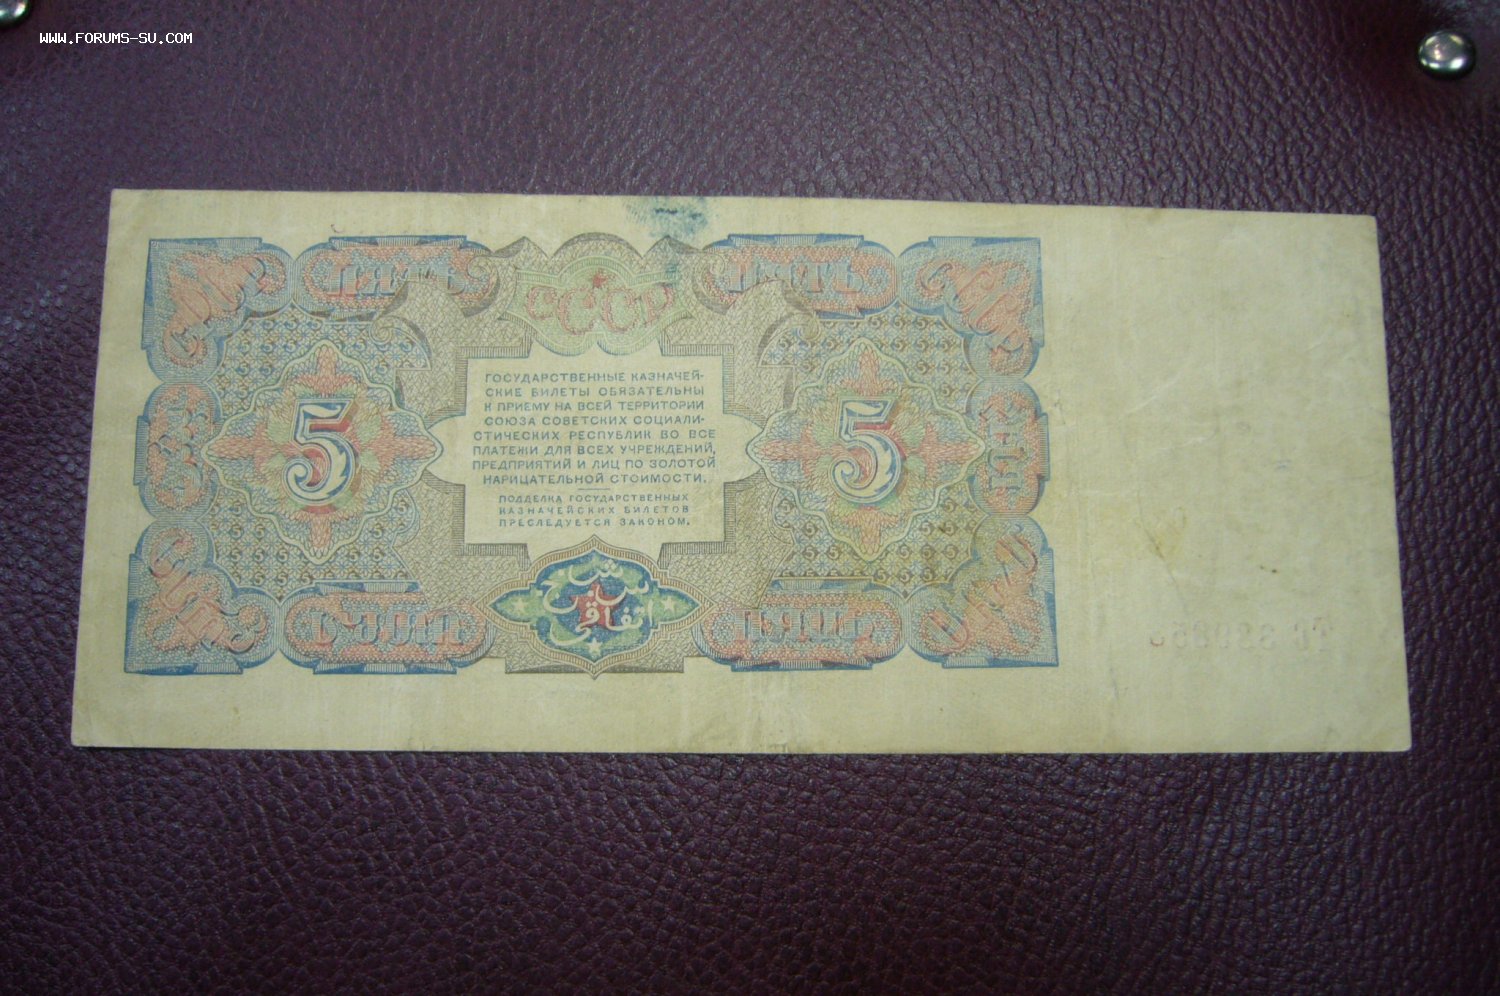 WWW.FORUMS-SU.COM
СССР
ГОСУДАРСТВЕННЫЕ КАЗНАЧЕЙ-
СКИЕ БИЛЕТЫ ОБЯЗАТЕЛЬНЫ
К ПРИЕМУ НА ВСЕЙ ТЕРРИТОРИИ
СОЮЗА СОВЕТСКИХ СОЦИАЛИ-
СТИЧЕСКИХ РЕСПУБЛИК ВО ВСЕ
ПЛАТЕЖИ ДЛЯ ВСЕХ УЧРЕЖДЕНИЙ,
ПРЕДПРИЯТИЙ И ЛИЦ ПО ЗОЛОТОЙ
НАРИЦАТЕЛЬНОЙ СТОИМОСТИ.
5 5
ПОДДЕЛКА ГОСУДАРСТВЕННЫХ
КАЗНАЧЕЙСКИХ БИЛЕТОВ
ПРЕСЛЕДУЕТСЯ ЗАКОНОМ.